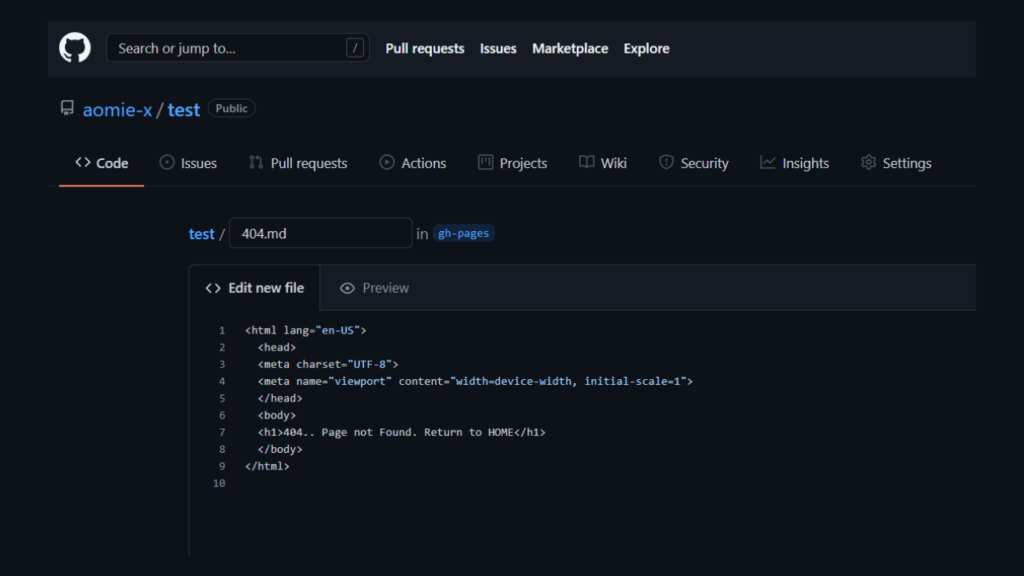 Search or jump to... / Pull requests Issues Marketplace Explore
aomie-x / test Public
<> Code Issues Pull requests Actions Projects Wiki Security Insights Settings
test / 404.md in gh-pages
<> Edit new file Preview
1 <html lang="en-US">
2 <head>
3 <meta charset="UTF-8">
4 <meta name="viewport" content="width=device-width, initial-scale=1">
5 </head>
6 <body>
7 <h1>404.. Page not Found. Return to HOME</h1>
8 </body>
9 </html>
10